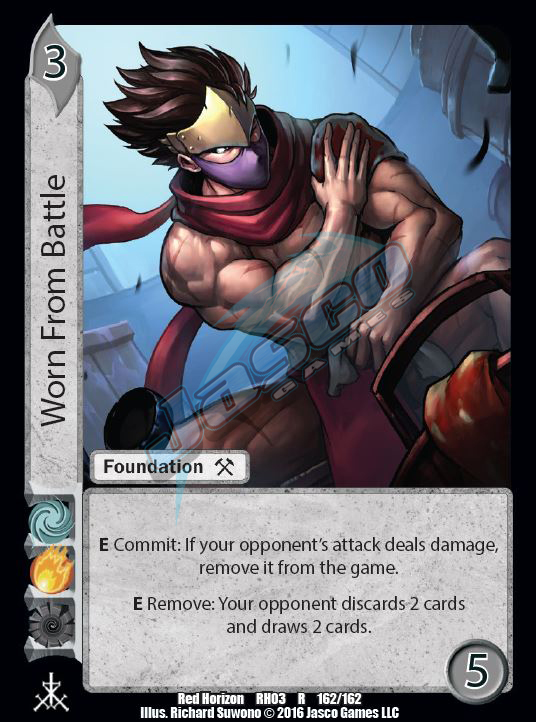 3
Worn From Battle
Jasco
GAMES
Foundation
E Commit: If your opponent's attack deals damage,
remove it from the game.
E Remove: Your opponent discards 2 cards
and draws 2 cards.
5
Red Horizon RH03 R 162/162
Illus. Richard Suwono © 2016 Jasco Games LLC